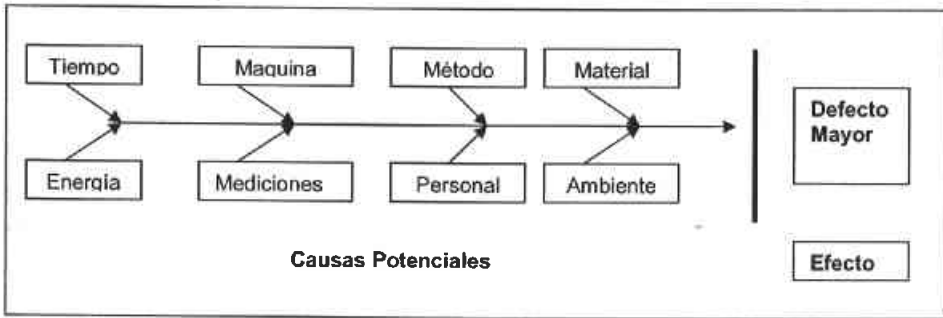 Tiempo
Maquina
Método
Material
Defecto
Mayor
Energia
Mediciones
Personal
Ambiente
Causas Potenciales
Efecto